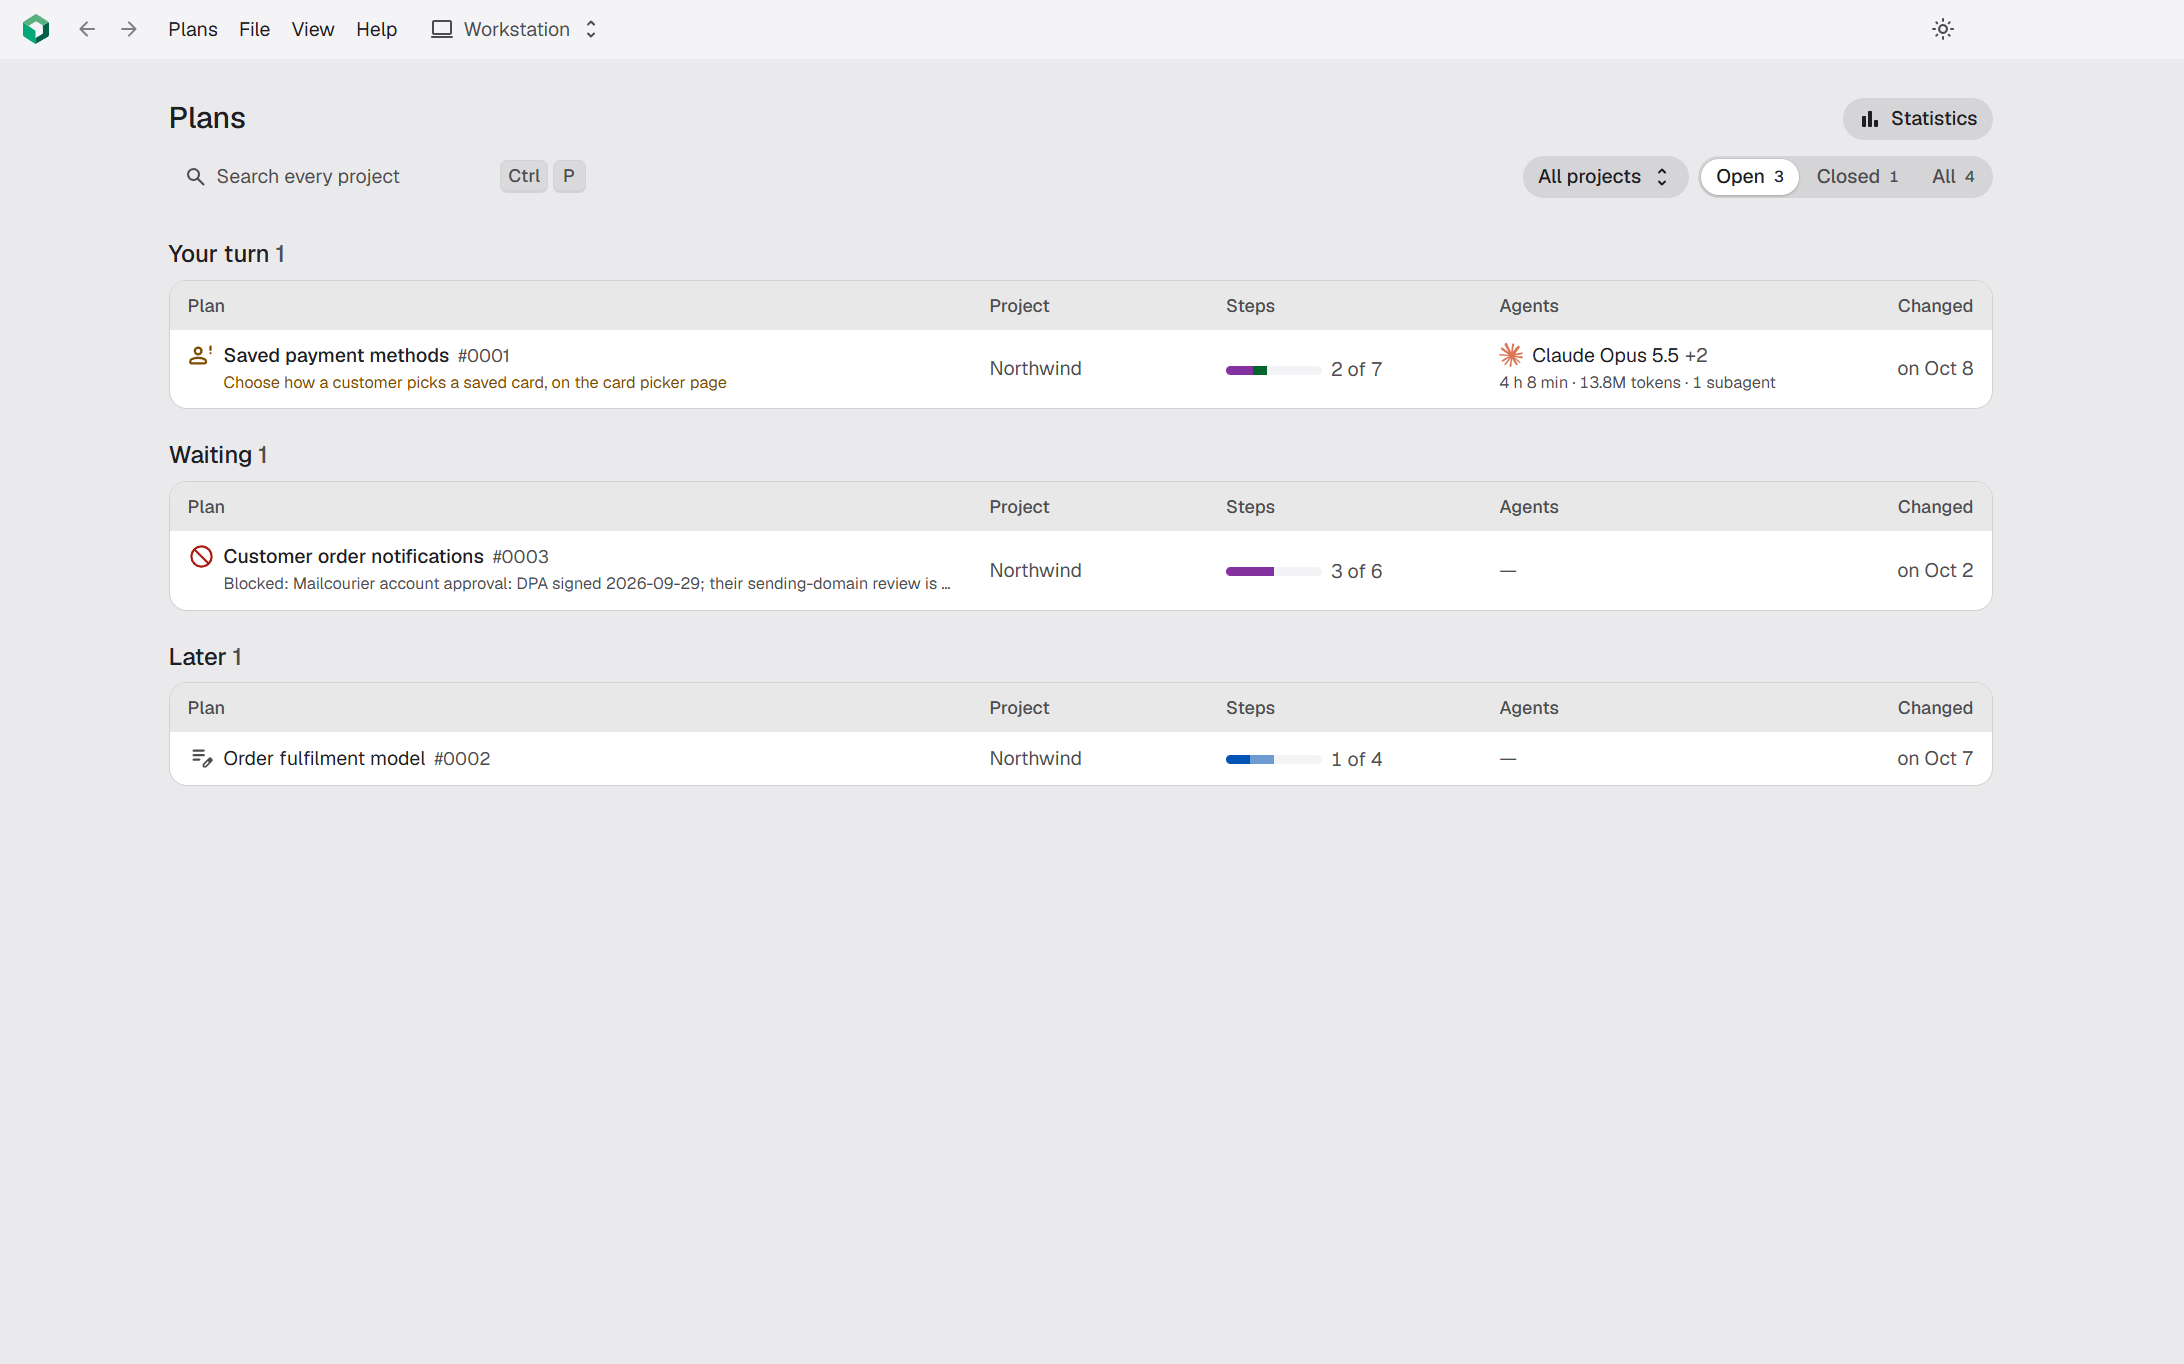 Plans File View Help Workstation
Plans
Statistics
Search every project Ctrl P
All projects Open 3 Closed 1 All 4
Your turn 1
Plan Project Steps Agents Changed
Saved payment methods #0001
Choose how a customer picks a saved card, on the card picker page
Northwind
2 of 7
Claude Opus 5.5 +2
4 h 8 min · 13.8M tokens · 1 subagent
on Oct 8
Waiting 1
Plan Project Steps Agents Changed
Customer order notifications #0003
Blocked: Mailcourier account approval: DPA signed 2026-09-29; their sending-domain review is ...
Northwind
3 of 6
—
on Oct 2
Later 1
Plan Project Steps Agents Changed
Order fulfilment model #0002
Northwind
1 of 4
—
on Oct 7